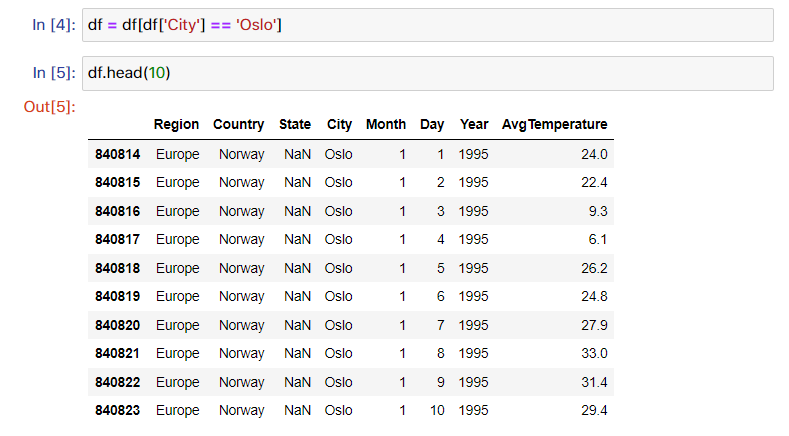 In [4]: df = df[df['City'] == 'Oslo']
In [5]: df.head(10)
Out[5]:
Region Country State City Month Day Year AvgTemperature
840814 Europe Norway NaN Oslo 1 1 1995 24.0
840815 Europe Norway NaN Oslo 1 2 1995 22.4
840816 Europe Norway NaN Oslo 1 3 1995 9.3
840817 Europe Norway NaN Oslo 1 4 1995 6.1
840818 Europe Norway NaN Oslo 1 5 1995 26.2
840819 Europe Norway NaN Oslo 1 6 1995 24.8
840820 Europe Norway NaN Oslo 1 7 1995 27.9
840821 Europe Norway NaN Oslo 1 8 1995 33.0
840822 Europe Norway NaN Oslo 1 9 1995 31.4
840823 Europe Norway NaN Oslo 1 10 1995 29.4